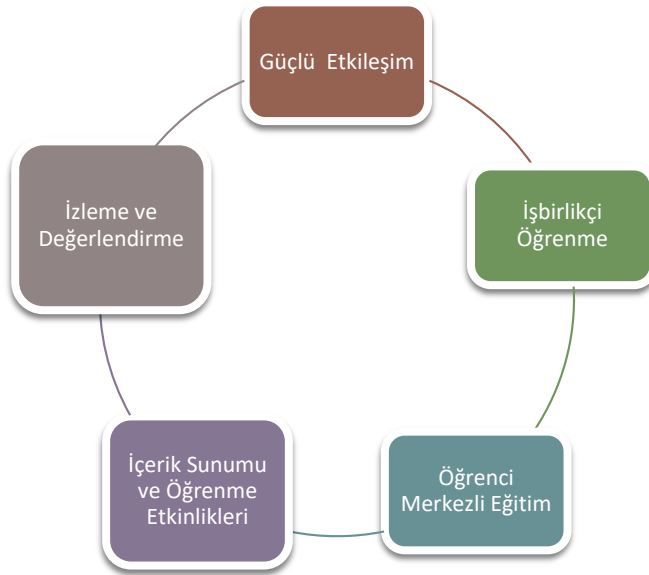 Güçlü Etkileşim
İşbirlikçi
Öğrenme
Öğrenci
Merkezli Eğitim
İçerik Sunumu
ve Öğrenme
Etkinlikleri
İzleme ve
Değerlendirme